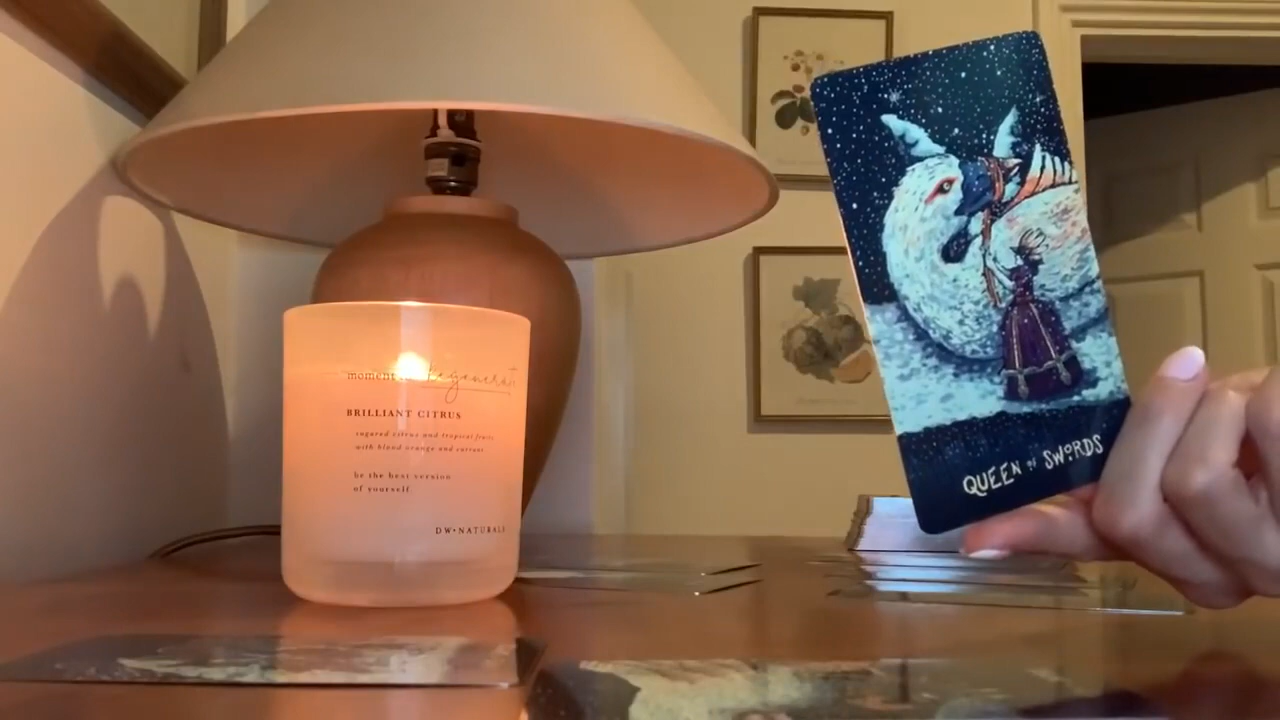 moment
BRILLIANT CITRUS
sugared citrus and tropical fruits
with blood orange and currant
be the best version
of yourself.
DW•NATURALS
QUEEN OF SWORDS